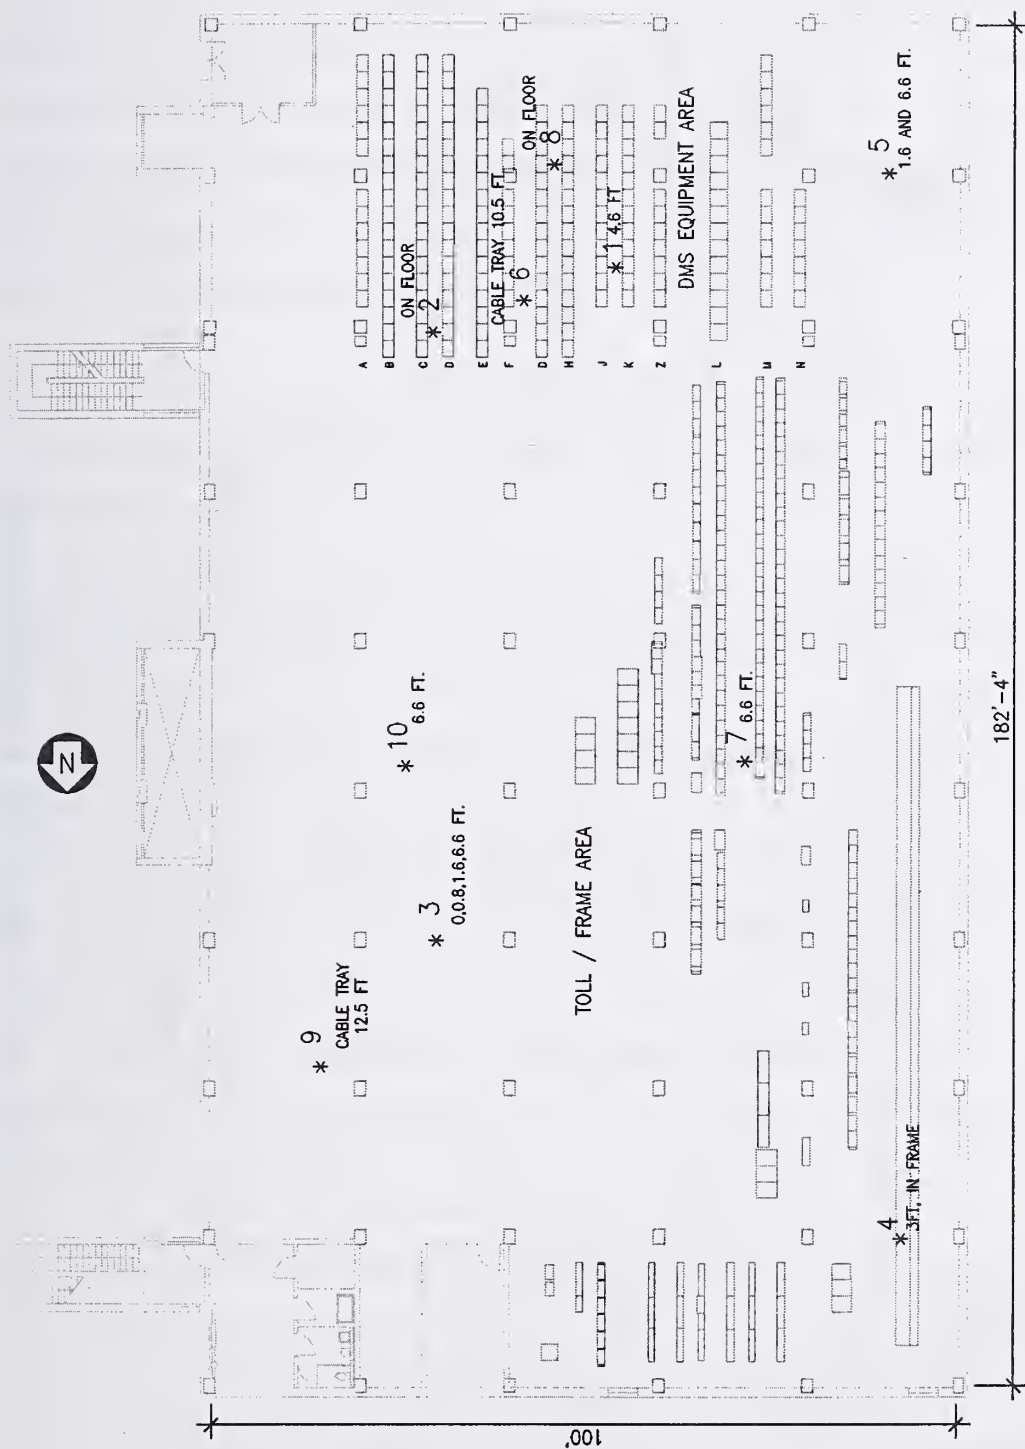 N
* 9
CABLE TRAY
12.5 FT
A
B
* 10
6.6 FT.
ON FLOOR
C
* 3
0,0.8,1.6,6.6 FT.
* 2
D
E
CABLE TRAY 10.5 FT.
F
* 6
ON FLOOR
D
* 8
H
100'
TOLL / FRAME AREA
J
* 1 4.6 FT
K
Z
DMS EQUIPMENT AREA
L
* 7 6.6 FT.
M
N
* 5
1.6 AND 6.6 FT.
* 4
3FT. IN FRAME
182'-4"